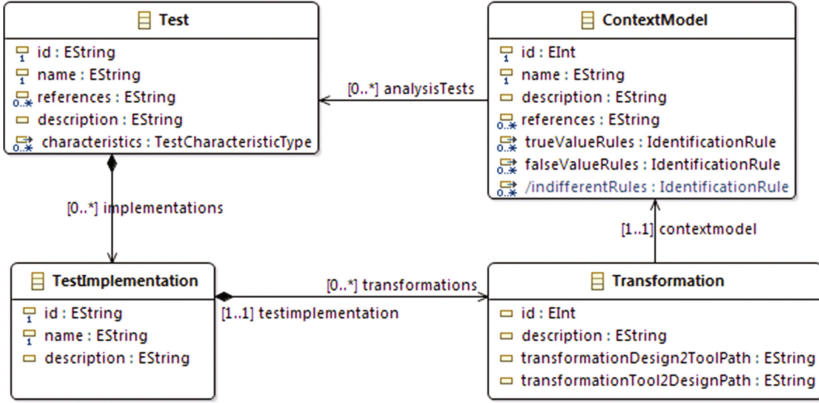 Test
id : EString
name : EString
references : EString
description : EString
characteristics : TestCharacteristicType
ContextModel
id : EInt
name : EString
description : EString
references : EString
trueValueRules : IdentificationRule
falseValueRules : IdentificationRule
/indifferentRules : IdentificationRule
[0..*] analysisTests
[0..*] implementations
[1..1] contextmodel
TestImplementation
id : EString
name : EString
description : EString
[0..*] transformations
[1..1] testimplementation
Transformation
id : EInt
description : EString
transformationDesign2ToolPath : EString
transformationTool2DesignPath : EString